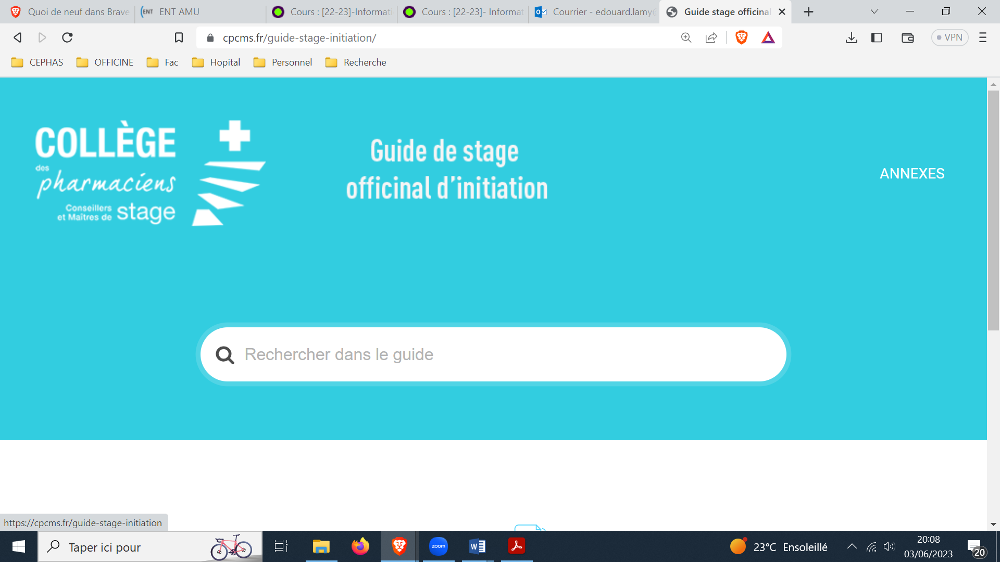 Quoi de neuf dans Brave
ENT
ENT AMU
Cours : [22-23]-Informati
Cours : [22-23]- Informat
Courrier - edouard.lamy@
Guide stage officinal
cpcms.fr/guide-stage-initiation/
VPN
CEPHAS
OFFICINE
Fac
Hopital
Personnel
Recherche
COLLÈGE
des
pharmaciens
Conseillers
et Maîtres de stage
Guide de stage
officinal d'initiation
ANNEXES
Rechercher dans le guide
https://cpcms.fr/guide-stage-initiation
Taper ici pour
zoom
W
23°C Ensoleillé
20:08
03/06/2023
20